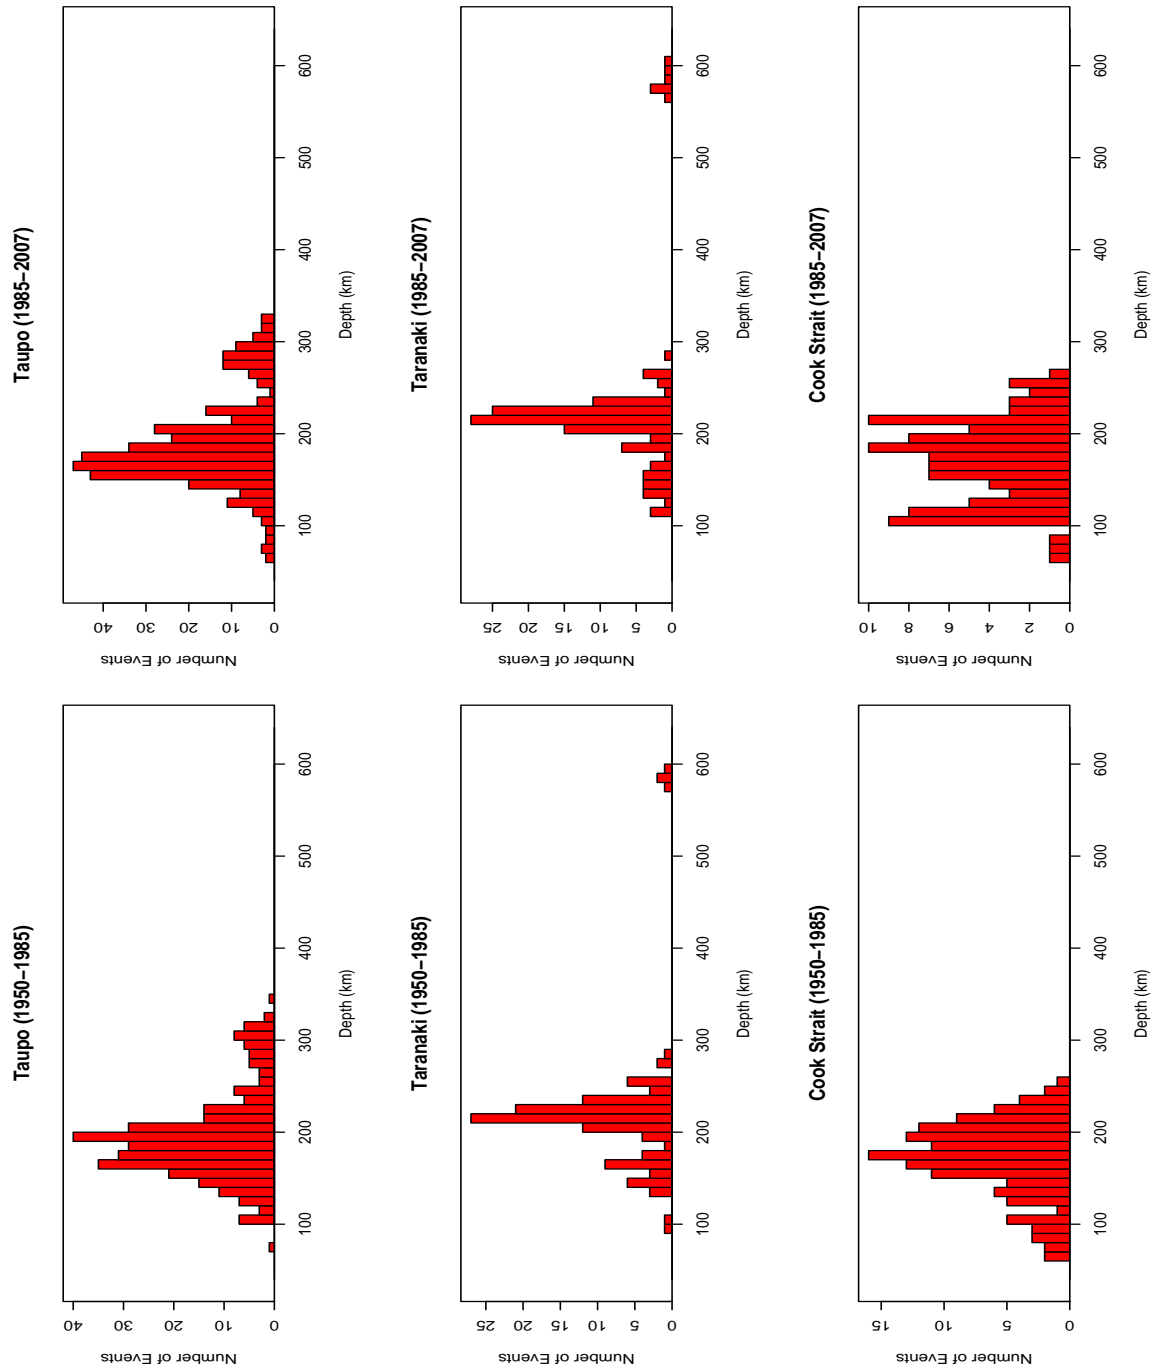 Taupo (1950−1985)
Number of Events
40
30
20
10
0
100 200 300 400 500 600
Depth (km)
Taupo (1985−2007)
Number of Events
40
30
20
10
0
100 200 300 400 500 600
Depth (km)
Taranaki (1950−1985)
Number of Events
25
20
15
10
5
0
100 200 300 400 500 600
Depth (km)
Taranaki (1985−2007)
Number of Events
25
20
15
10
5
0
100 200 300 400 500 600
Depth (km)
Cook Strait (1950−1985)
Number of Events
15
10
5
0
100 200 300 400 500 600
Depth (km)
Cook Strait (1985−2007)
Number of Events
10
8
6
4
2
0
100 200 300 400 500 600
Depth (km)